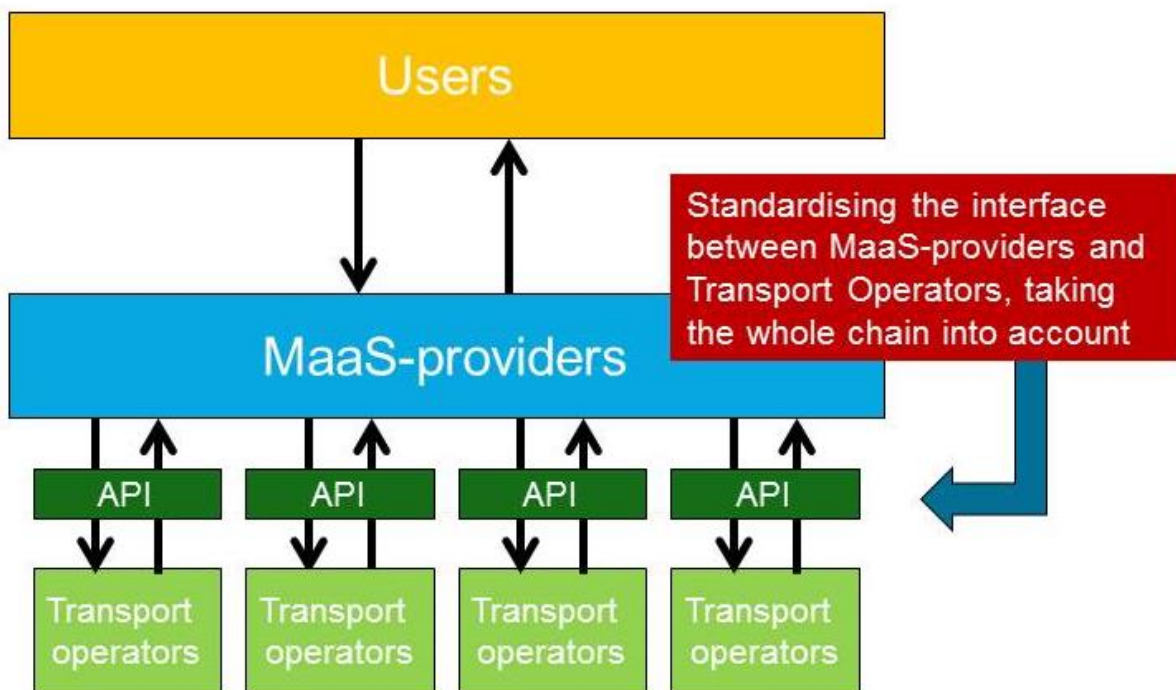 Users
Standardising the interface
between MaaS-providers and
Transport Operators, taking
the whole chain into account
MaaS-providers
API
API
API
API
Transport
operators
Transport
operators
Transport
operators
Transport
operators